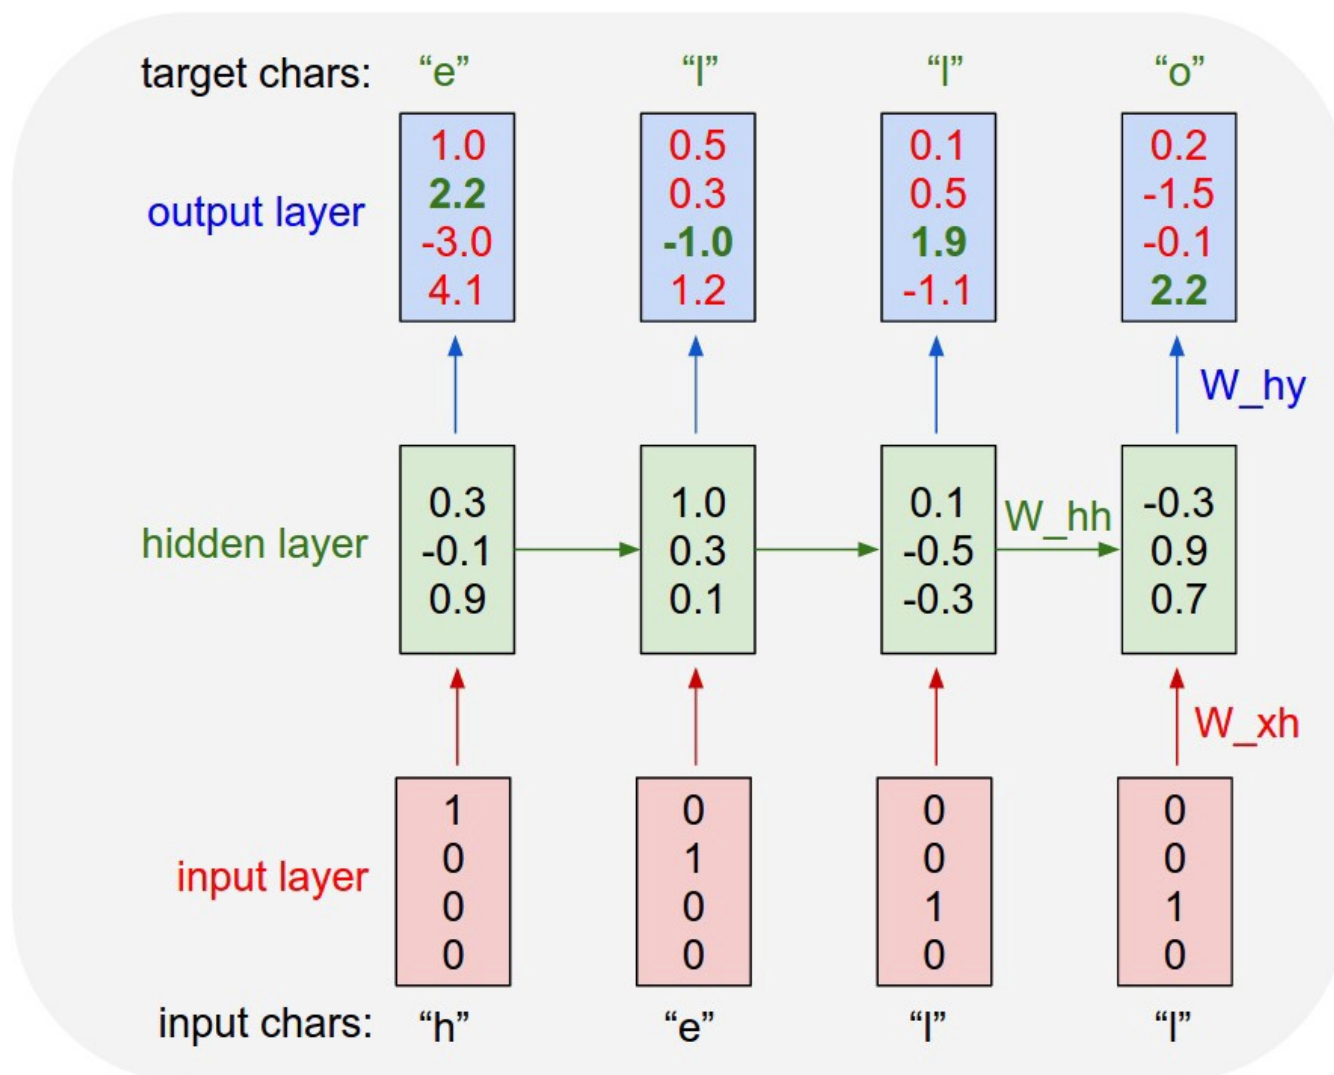 target chars: “e” “l” “l” “o”
1.0 0.5 0.1 0.2
2.2 0.3 0.5 -1.5
output layer
-3.0 -1.0 1.9 -0.1
4.1 1.2 -1.1 2.2
W_hy
0.3 1.0 0.1 -0.3
W_hh
hidden layer
-0.1 0.3 -0.5 0.9
0.9 0.1 -0.3 0.7
W_xh
1 0 0 0
0 1 0 0
input layer
0 0 1 1
0 0 0 0
input chars: “h” “e” “l” “l”